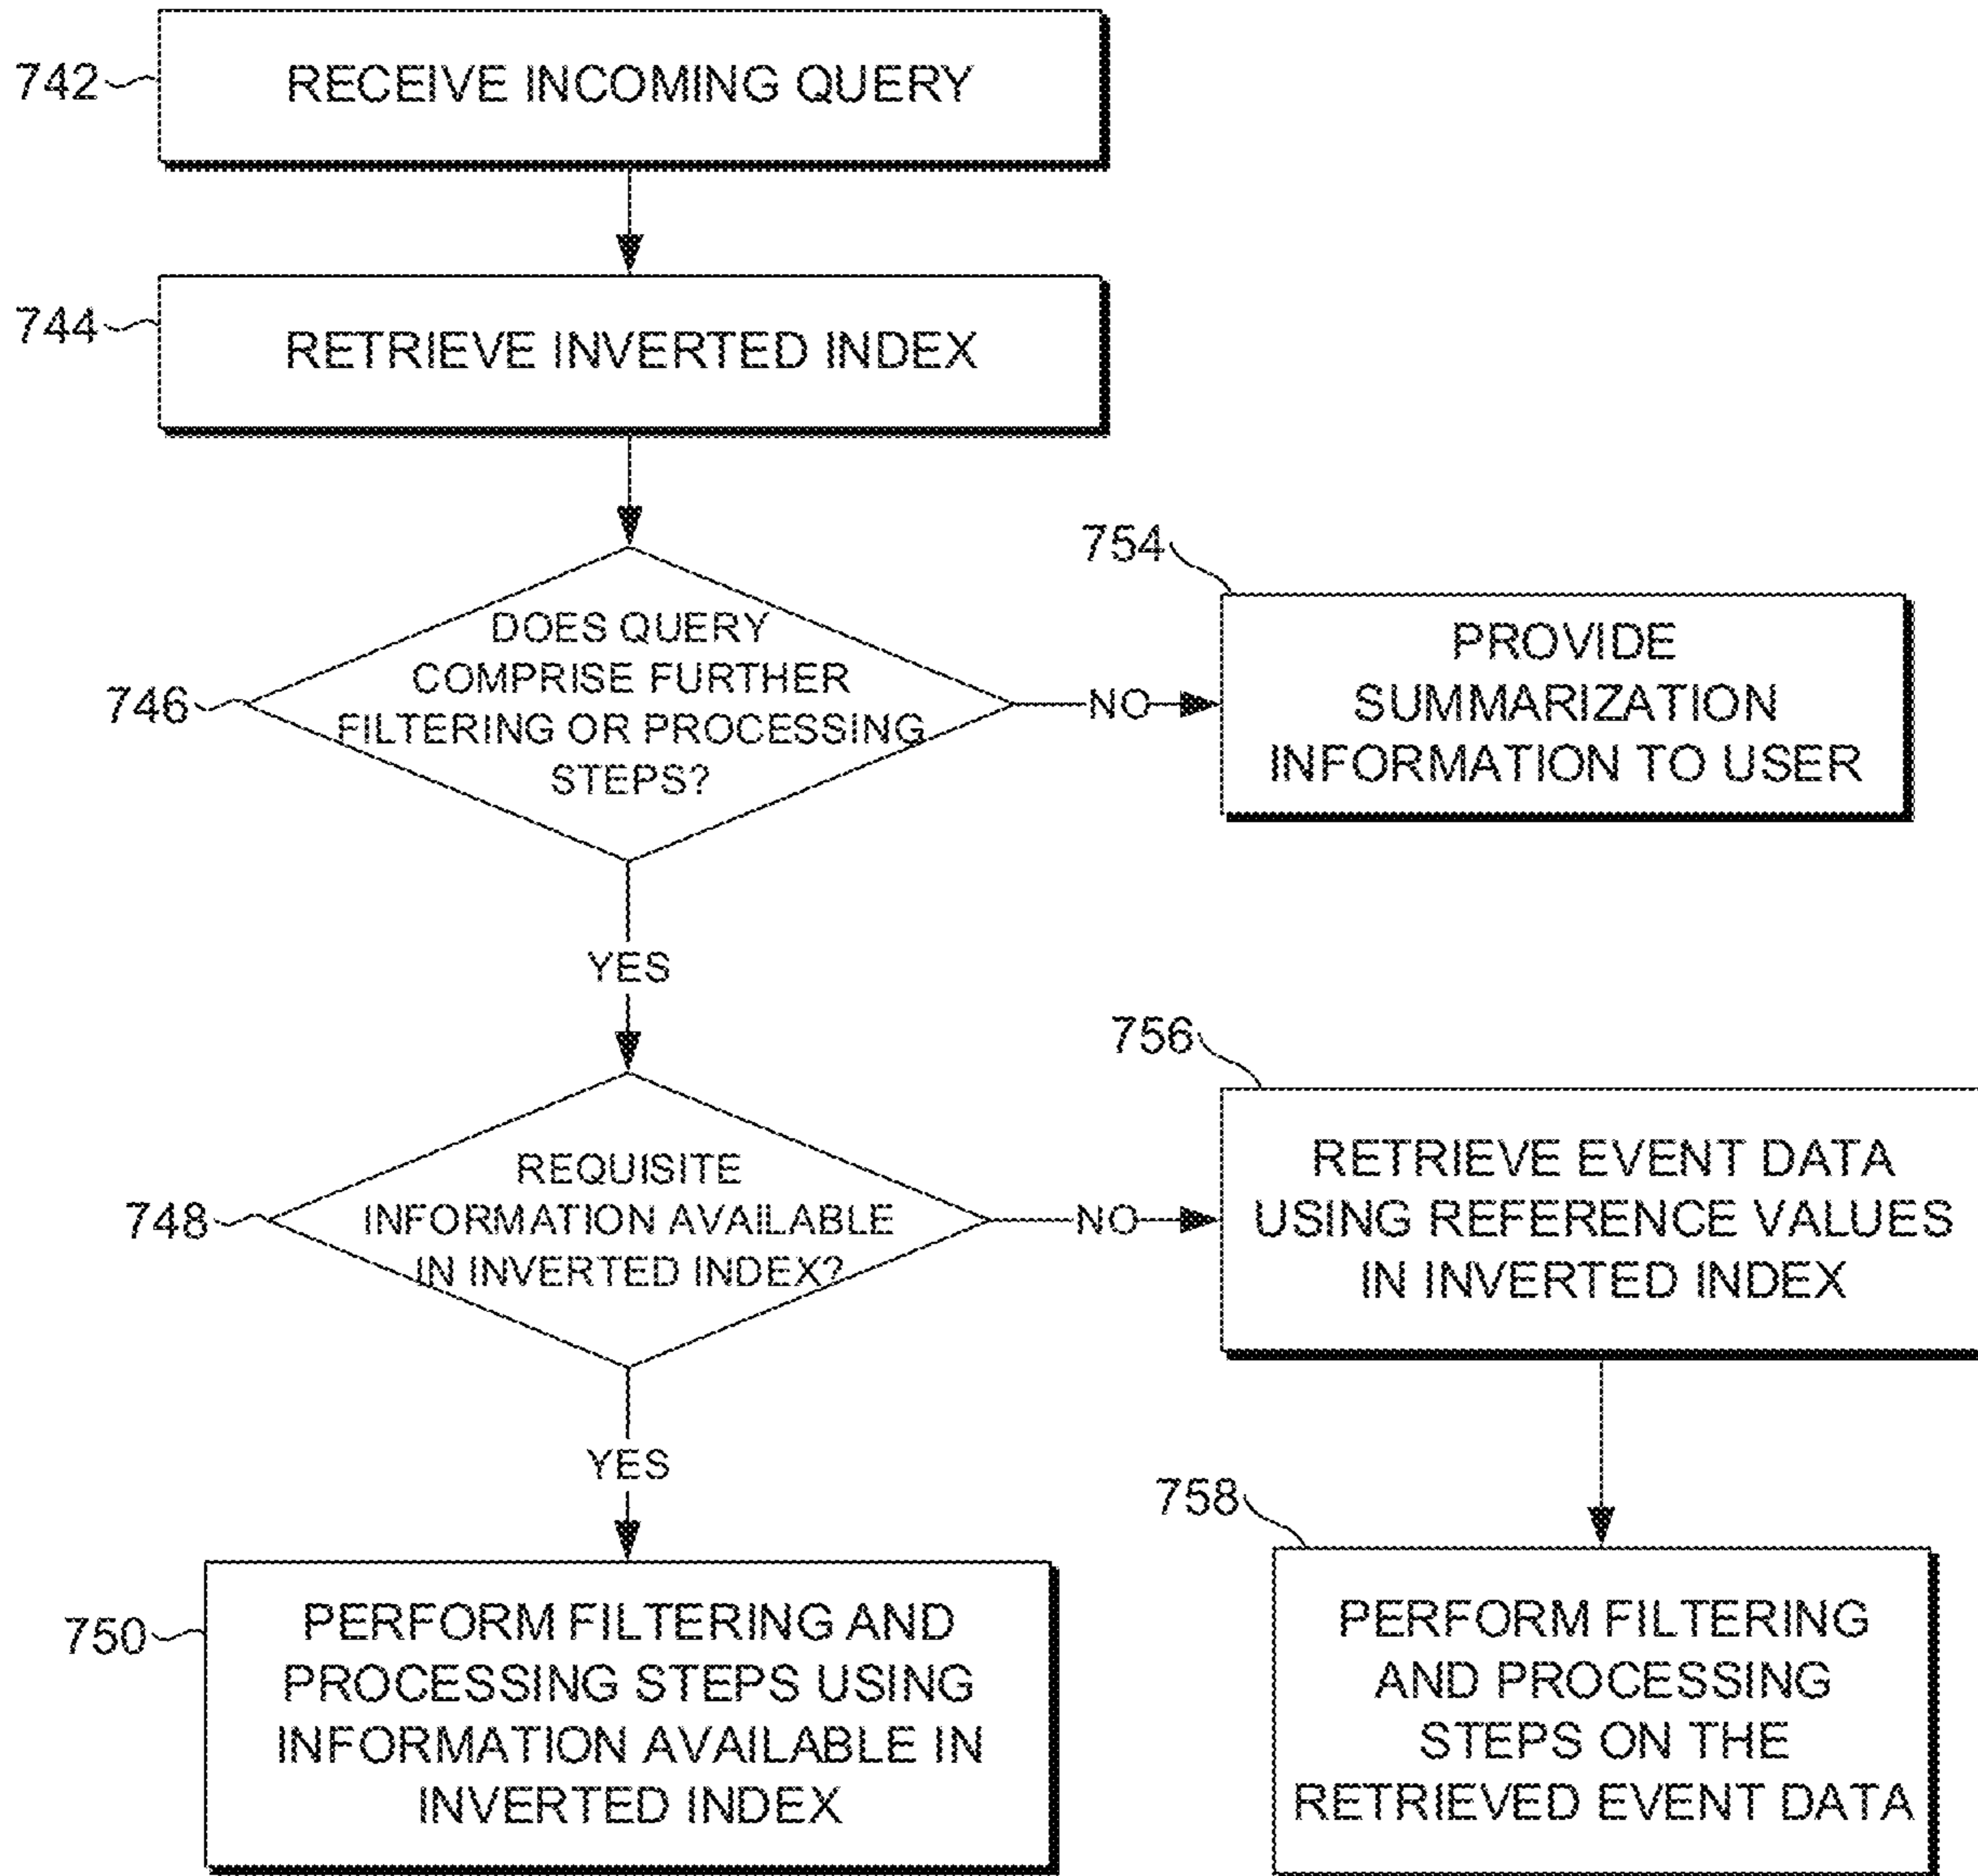 742
RECEIVE INCOMING QUERY
744
RETRIEVE INVERTED INDEX
746
DOES QUERY
COMPRISE FURTHER
FILTERING OR PROCESSING
STEPS?
NO
754
PROVIDE
SUMMARIZATION
INFORMATION TO USER
YES
748
REQUISITE
INFORMATION AVAILABLE
IN INVERTED INDEX?
NO
756
RETRIEVE EVENT DATA
USING REFERENCE VALUES
IN INVERTED INDEX
YES
750
PERFORM FILTERING AND
PROCESSING STEPS USING
INFORMATION AVAILABLE IN
INVERTED INDEX
758
PERFORM FILTERING
AND PROCESSING
STEPS ON THE
RETRIEVED EVENT DATA